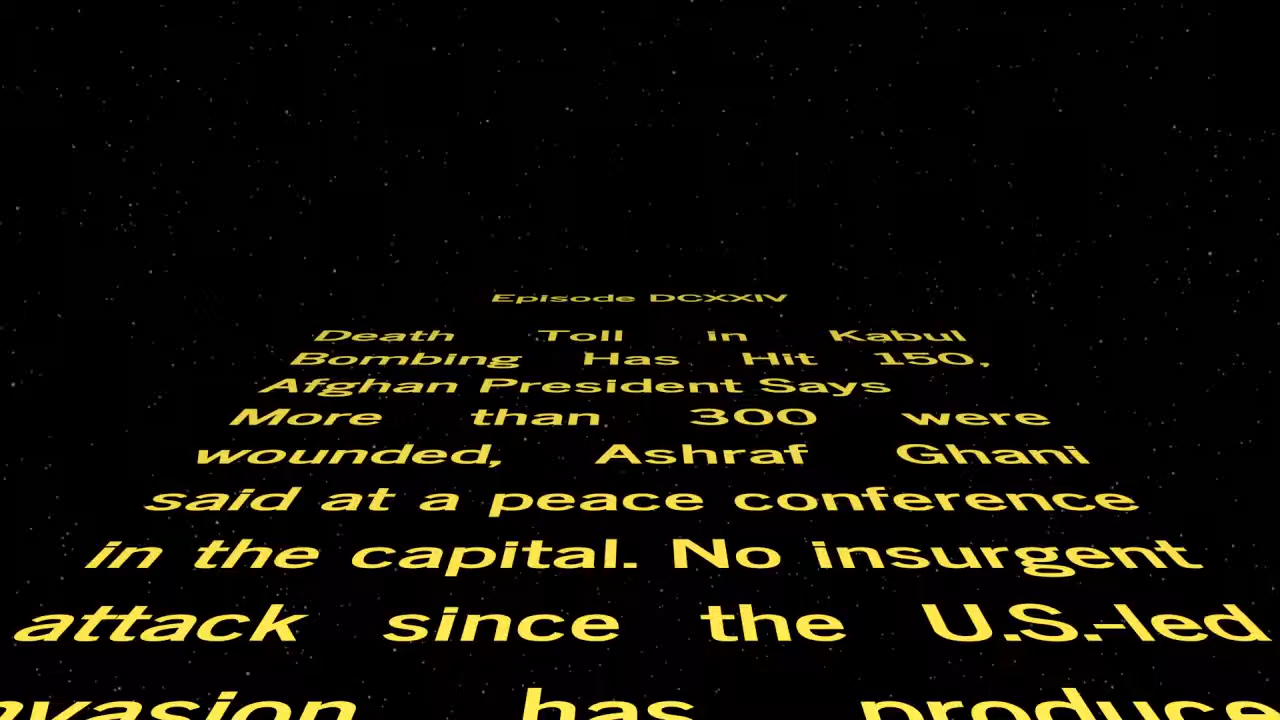 Episode DCXXIV
Death Toll in Kabul
Bombing Has Hit 150,
Afghan President Says
More than 300 were
wounded, Ashraf Ghani
said at a peace conference
in the capital. No insurgent
attack since the U.S.-led
has